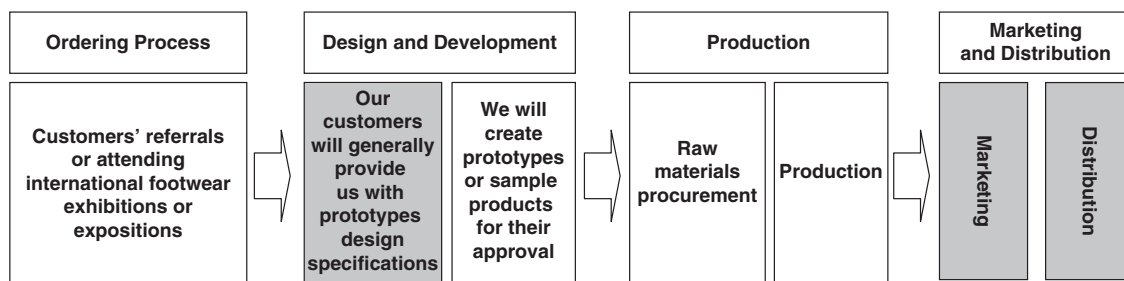 Ordering Process
Customers’ referrals
or attending
international footwear
exhibitions or
expositions
Design and Development
Our
customers
will generally
provide
us with
prototypes
design
specifications
We will
create
prototypes
or sample
products
for their
approval
Production
Raw
materials
procurement
Production
Marketing
and Distribution
Marketing
Distribution